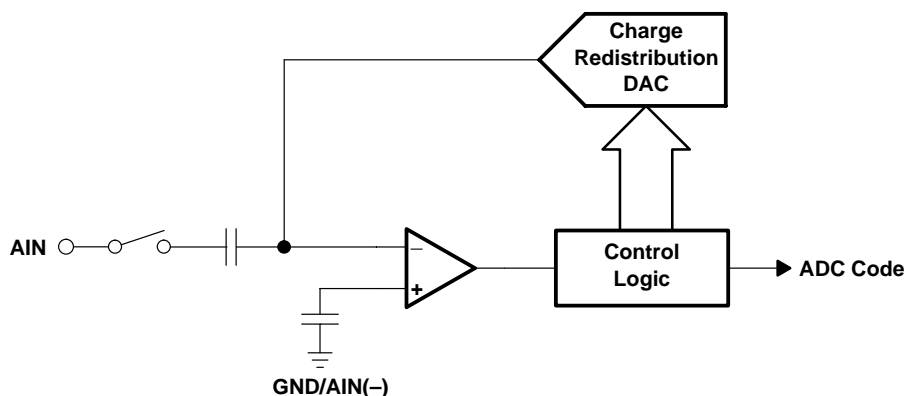 Charge
Redistribution
DAC
AIN
−
+
Control
Logic
ADC Code
GND/AIN(−)